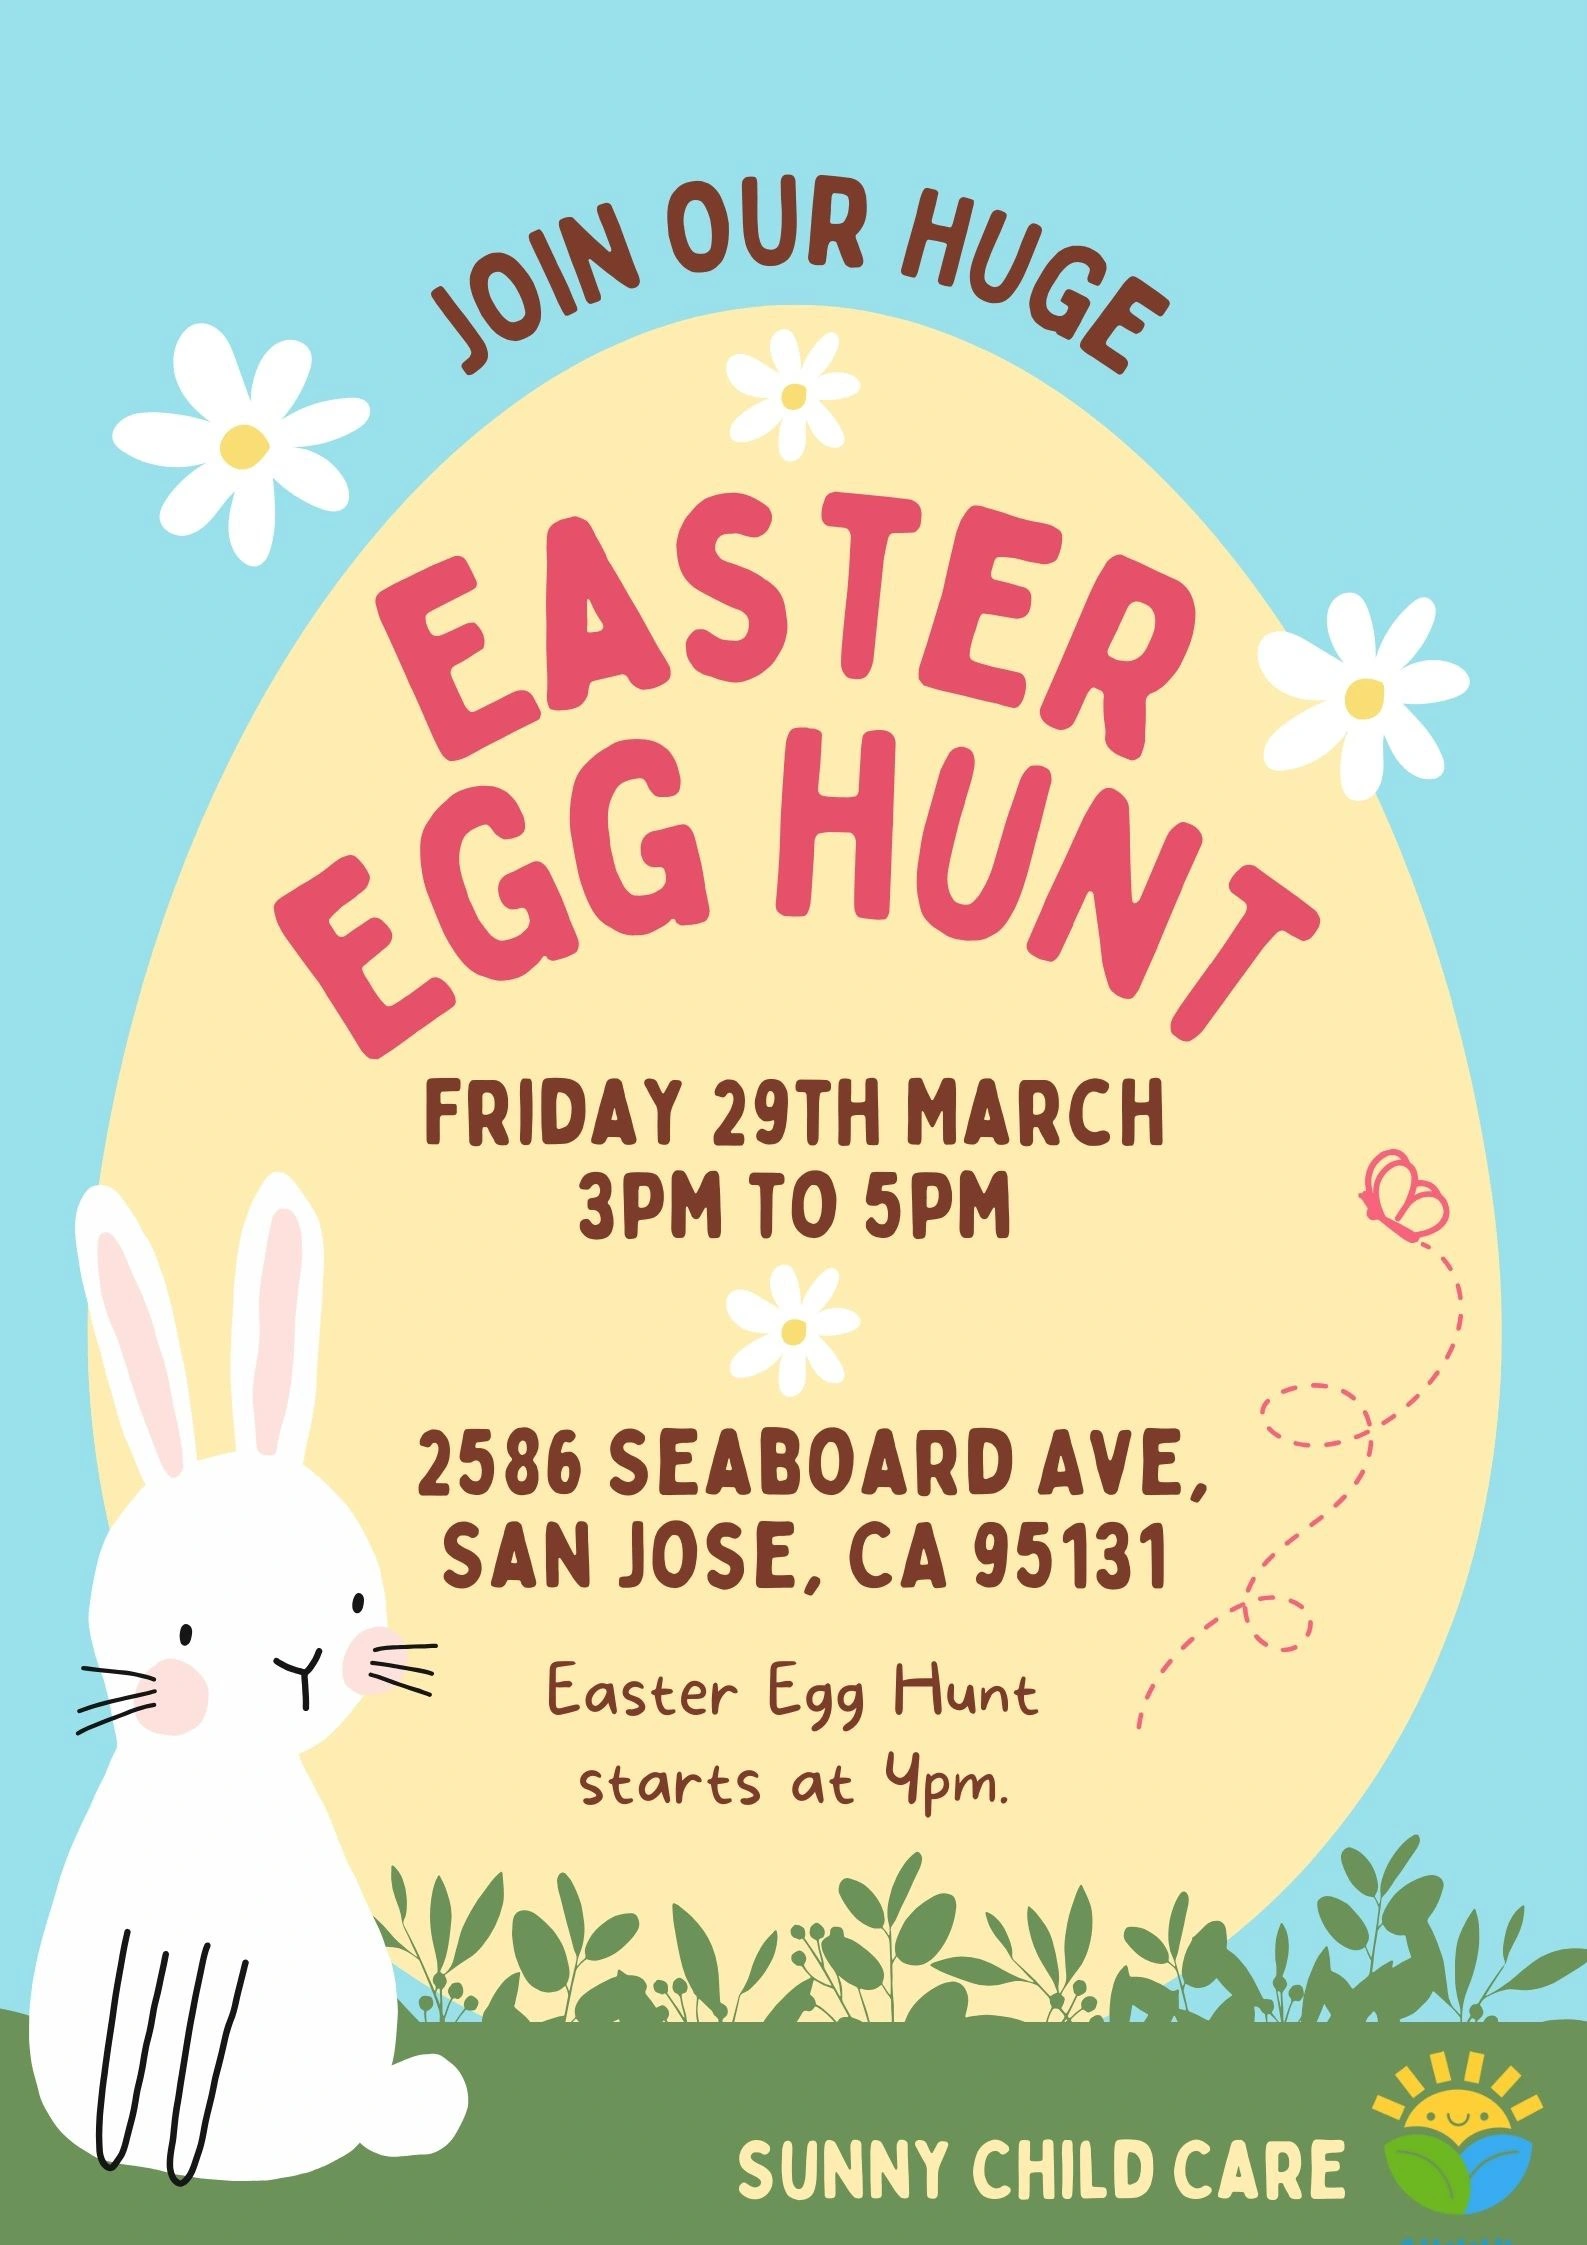 JOIN OUR HUGE
EASTER
EGG HUNT
FRIDAY 29TH MARCH
3PM TO 5PM
2586 SEABOARD AVE,
SAN JOSE, CA 95131
Easter Egg Hunt
starts at 4pm.
SUNNY CHILD CARE